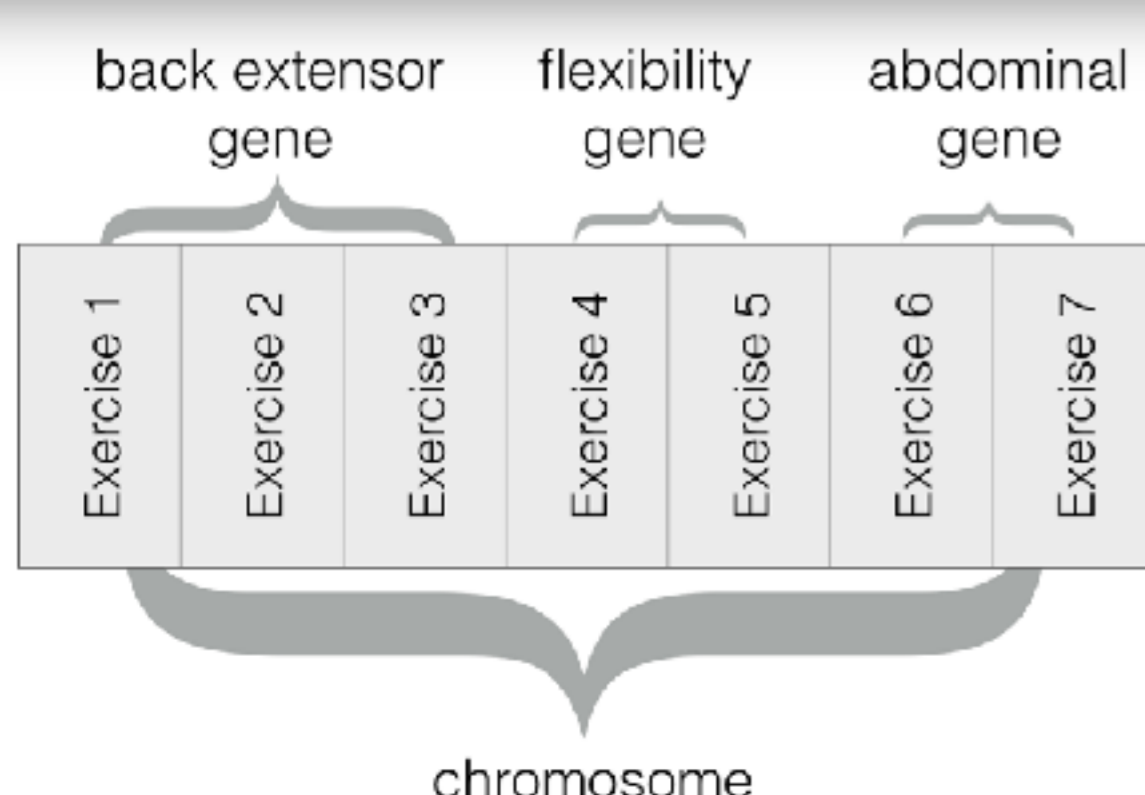 back extensor
gene
flexibility
gene
abdominal
gene
Exercise 1
Exercise 2
Exercise 3
Exercise 4
Exercise 5
Exercise 6
Exercise 7
chromosome